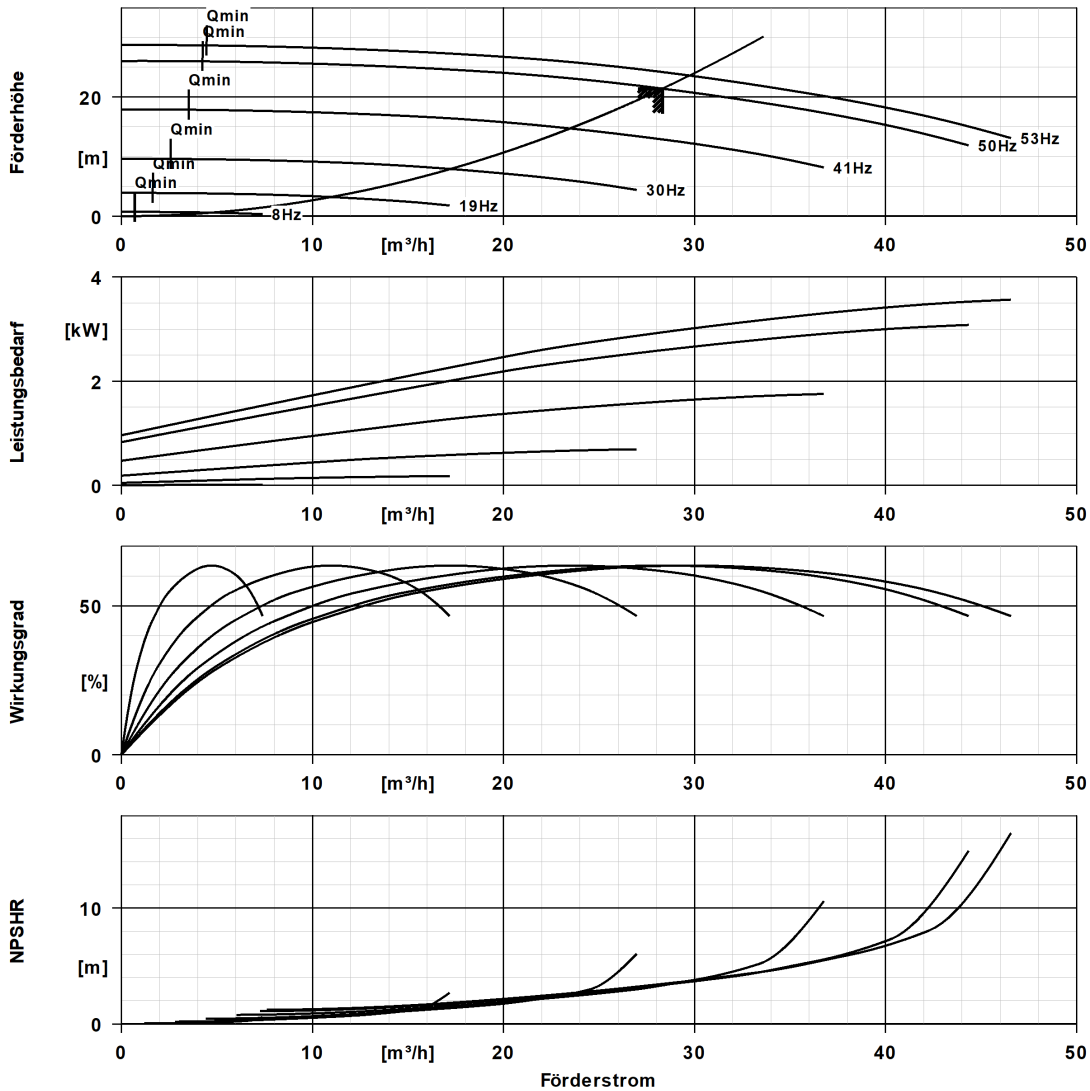 Qmin
Qmin
Qmin
Qmin
Qmin
Qmin
Förderhöhe
20
[m]
0
53Hz
50Hz
41Hz
30Hz
19Hz
8Hz
0 [m³/h] 20 30 40 50
Leistungsbedarf
4
[kW]
2
0
0 10 [m³/h] 20 30 40 50
Wirkungsgrad
50
[%]
0
0 10 [m³/h] 20 30 40 50
NPSHR
10
[m]
0
0 10 [m³/h] 20 30 40 50
Förderstrom